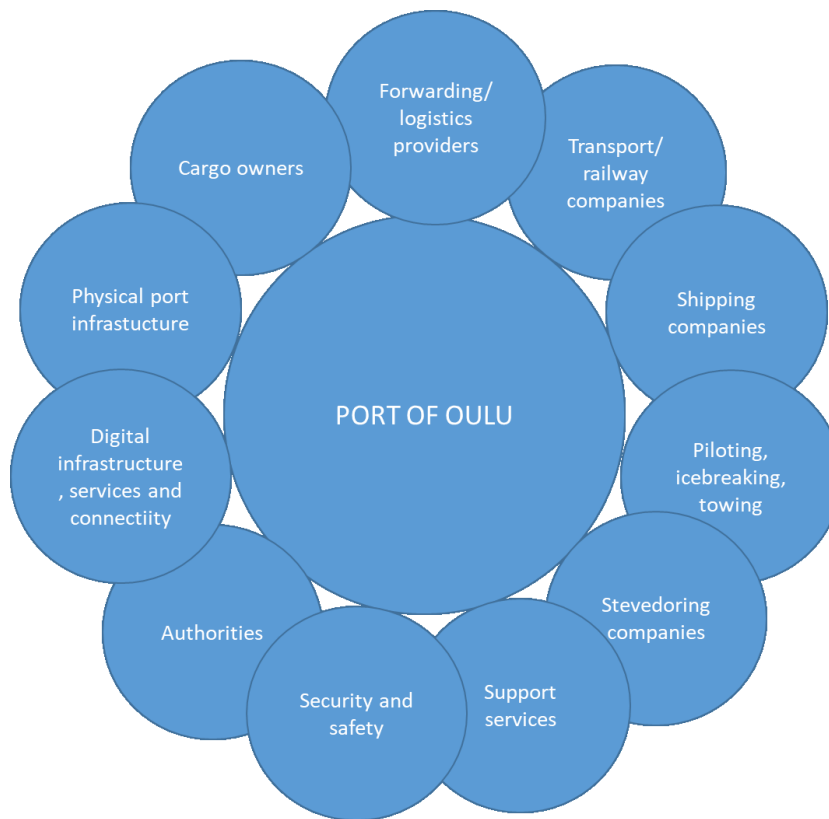 Forwarding/
logistics
providers
Transport/
railway
companies
Shipping
companies
Piloting,
icebreaking,
towing
Stevedoring
companies
Support
services
Security and
safety
Authorities
Digital
infrastructure
, services and
connectiity
Physical port
infrastucture
Cargo owners
PORT OF OULU